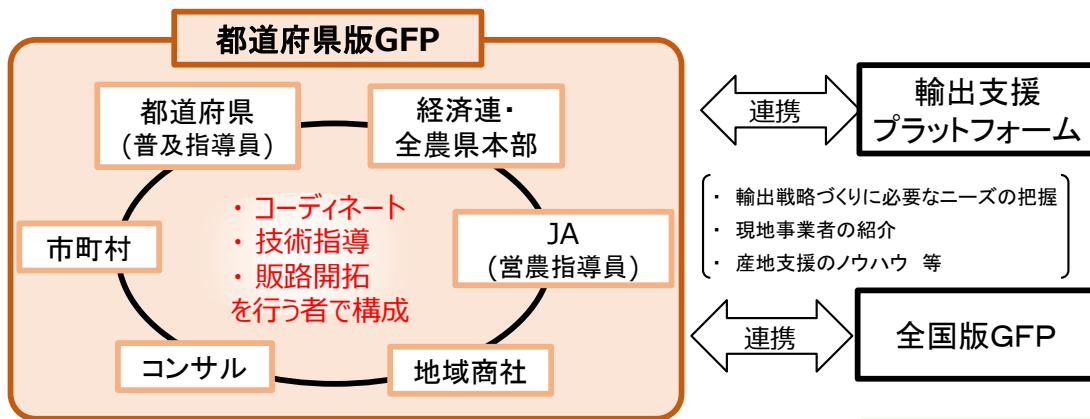 都道府県版GFP
都道府県
(普及指導員)
経済連・
全農県本部
市町村
・ コーディネート
・ 技術指導
・ 販路開拓
を行う者で構成
JA
(営農指導員)
コンサル
地域商社
連携
輸出支援
プラットフォーム
・ 輸出戦略づくりに必要なニーズの把握
・ 現地事業者の紹介
・ 産地支援のノウハウ 等
連携
全国版GFP